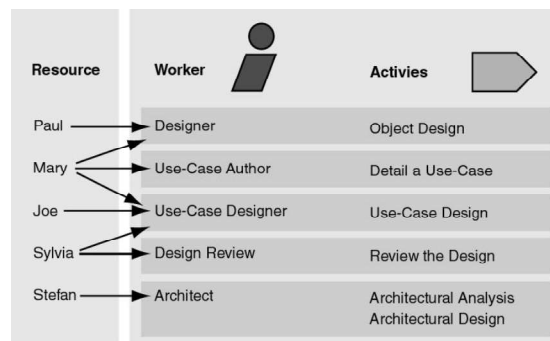 Resource Worker Activies
Paul Designer Object Design
Mary Use-Case Author Detail a Use-Case
Joe Use-Case Designer Use-Case Design
Sylvia Design Review Review the Design
Stefan Architect Architectural Analysis
Architectural Design